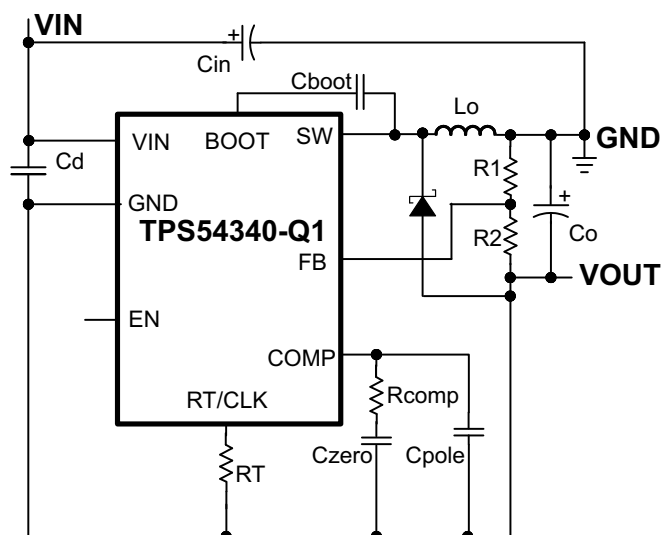 VIN
+
Cin
Cboot
Lo
VIN
BOOT
SW
GND
Cd
R1
GND
+
TPS54340-Q1
R2
Co
FB
VOUT
EN
COMP
RT/CLK
Rcomp
Czero
Cpole
RT